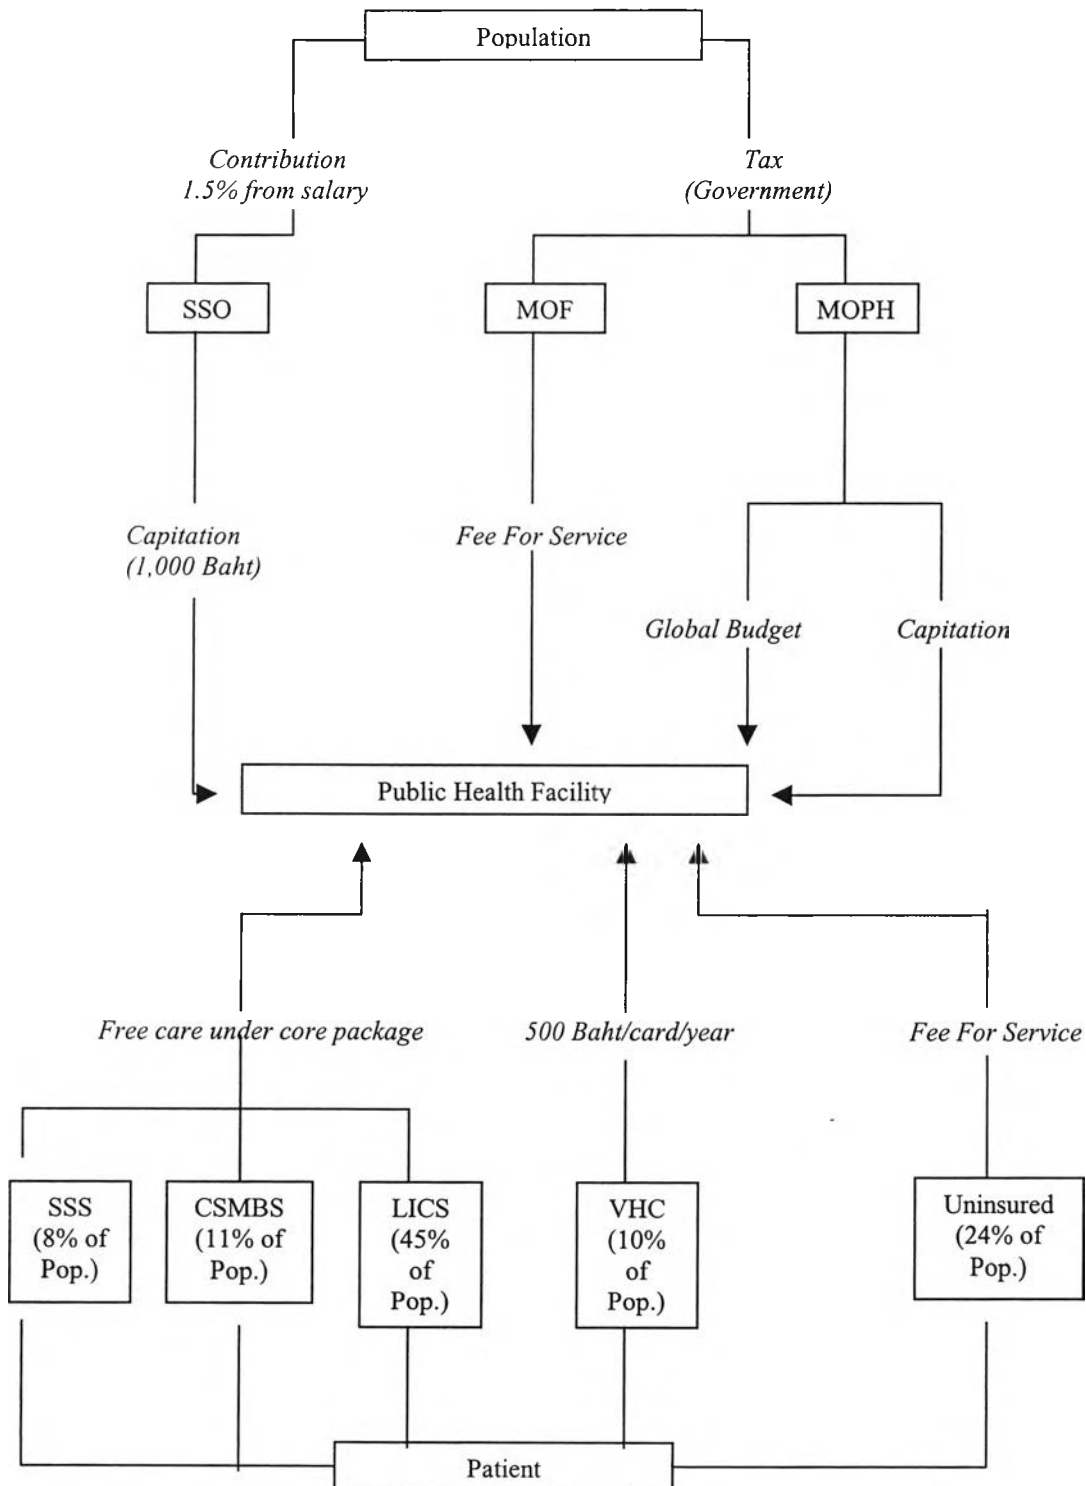 Population
Contribution
1.5% from salary
Tax
(Government)
SSO
MOF
MOPH
Capitation
(1,000 Baht)
Fee For Service
Global Budget
Capitation
Public Health Facility
Free care under core package
500 Baht/card/year
Fee For Service
SSS
(8% of
Pop.)
CSMBS
(11% of
Pop.)
LICS
(45%
of
Pop.)
VHC
(10%
of
Pop.)
Uninsured
(24% of
Pop.)
Patient